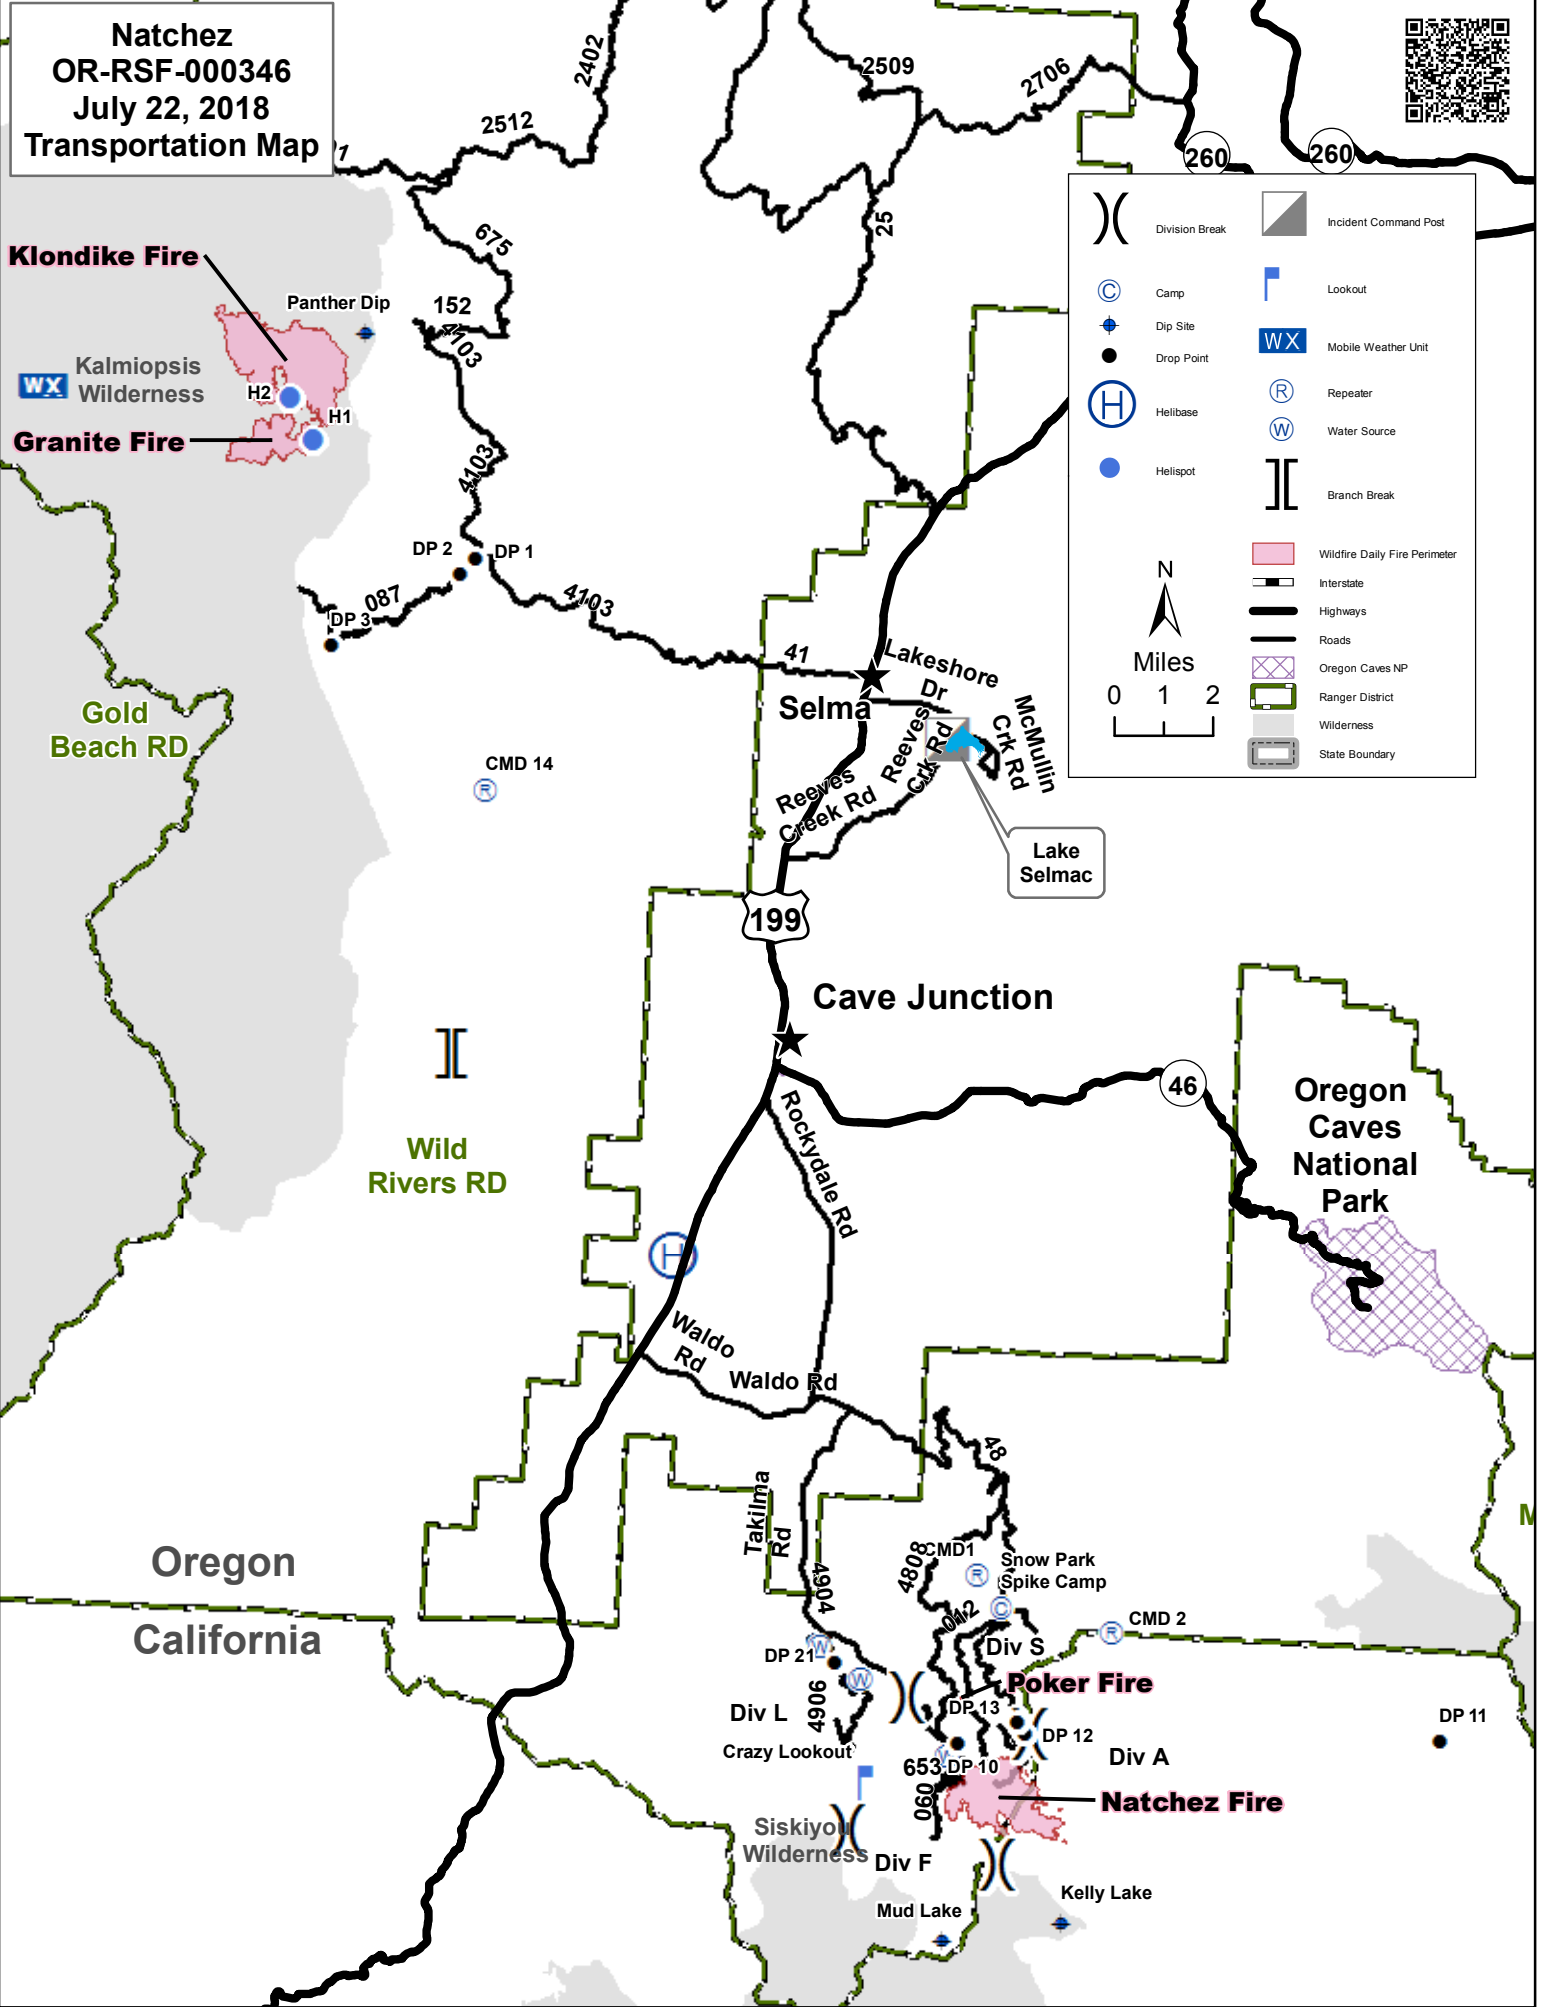 Natchez
OR-RSF-000346
July 22, 2018
Transportation Map
2402
2512
2509
2706
260
260
25
675
152
4103
Klondike Fire
Panther Dip
WX
Kalmiopsis
Wilderness
H2
H1
Granite Fire
4103
DP 2
DP 1
087
DP 3
4103
41
Lakeshore
Dr
Selma
Reeves
Crk Rd
McMullin
Crk Rd
Reeves
Creek Rd
Lake
Selmac
Gold
Beach RD
CMD 14
R
199
Cave Junction
46
Oregon
Caves
National
Park
Wild
Rivers RD
Rockydale Rd
H
Waldo
Rd
Waldo Rd
48
Takilma
Rd
4904
4808
CMD1
R
Snow Park
Spike Camp
C
012
Oregon
California
CMD 2
R
DP 21
W
W
Div S
Poker Fire
4906
Div L
DP 13
DP 12
DP 11
Crazy Lookout
W
653
DP 10
Div A
060
Natchez Fire
Siskiyou
Wilderness
Div F
Kelly Lake
Mud Lake
Division Break
Incident Command Post
C
Camp
Lookout
Dip Site
WX
Mobile Weather Unit
Drop Point
H
Helibase
R
Repeater
W
Water Source
Helispot
Branch Break
N
Miles
0 1 2
Wildfire Daily Fire Perimeter
Interstate
Highways
Roads
Oregon Caves NP
Ranger District
Wilderness
State Boundary